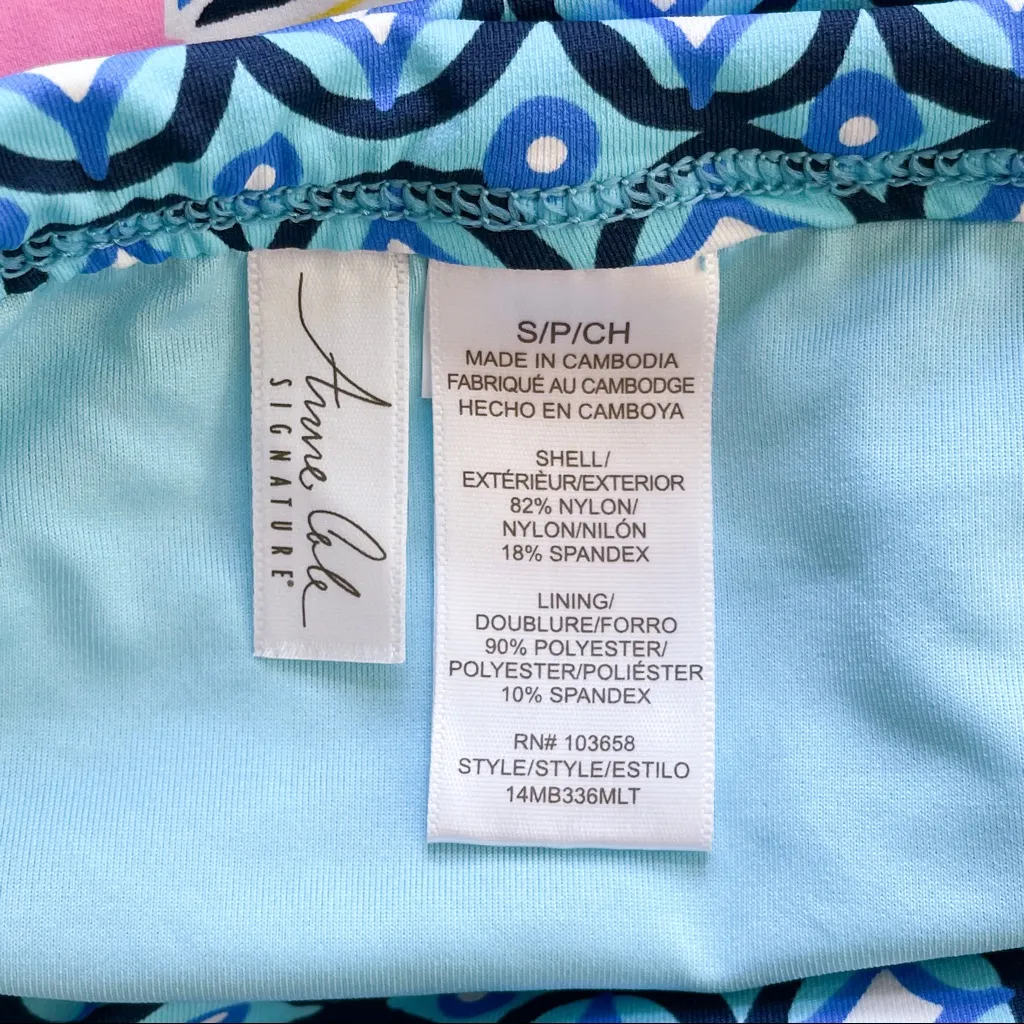 Anne Cole
SIGNATURE®
S/P/CH
MADE IN CAMBODIA
FABRIQUÉ AU CAMBODGE
HECHO EN CAMBOYA
SHELL/
EXTÉRIÈUR/EXTERIOR
82% NYLON/
NYLON/NILÓN
18% SPANDEX
LINING/
DOUBLURE/FORRO
90% POLYESTER/
POLYESTER/POLIÉSTER
10% SPANDEX
RN# 103658
STYLE/STYLE/ESTILO
14MB336MLT